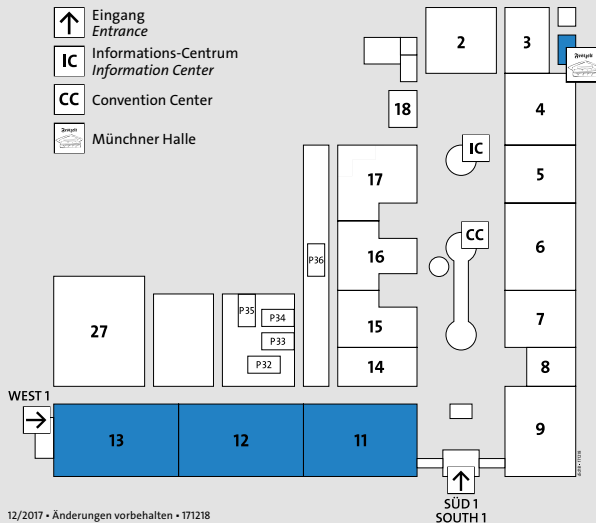 Eingang
Entrance
IC
Informations-Centrum
Information Center
CC
Convention Center
Freizeit
Münchner Halle
2
3
Freizeit
4
18
IC
17
5
CC
6
16
P36
27
P35
P34
P33
P32
15
7
14
8
WEST 1
13
12
11
9
SÜD 1
SOUTH 1
12/2017 • Änderungen vorbehalten • 171218